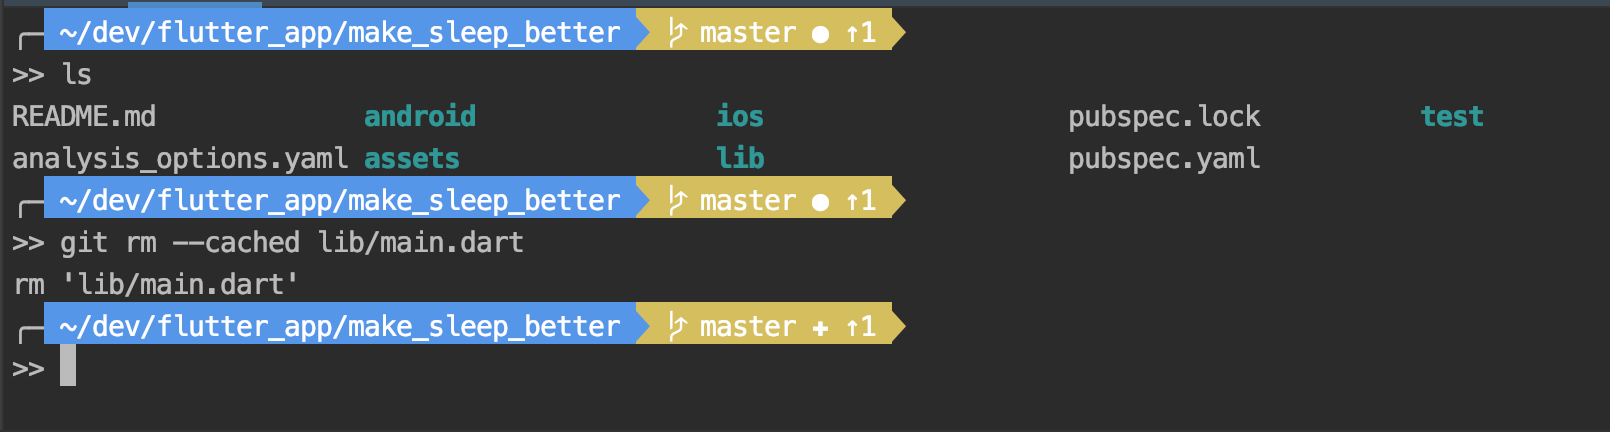 ~/dev/flutter_app/make_sleep_better master ● ↑1
>> ls
README.md android ios pubspec.lock test
analysis_options.yaml assets lib pubspec.yaml
~/dev/flutter_app/make_sleep_better master ● ↑1
>> git rm --cached lib/main.dart
rm 'lib/main.dart'
~/dev/flutter_app/make_sleep_better master ✚ ↑1
>>